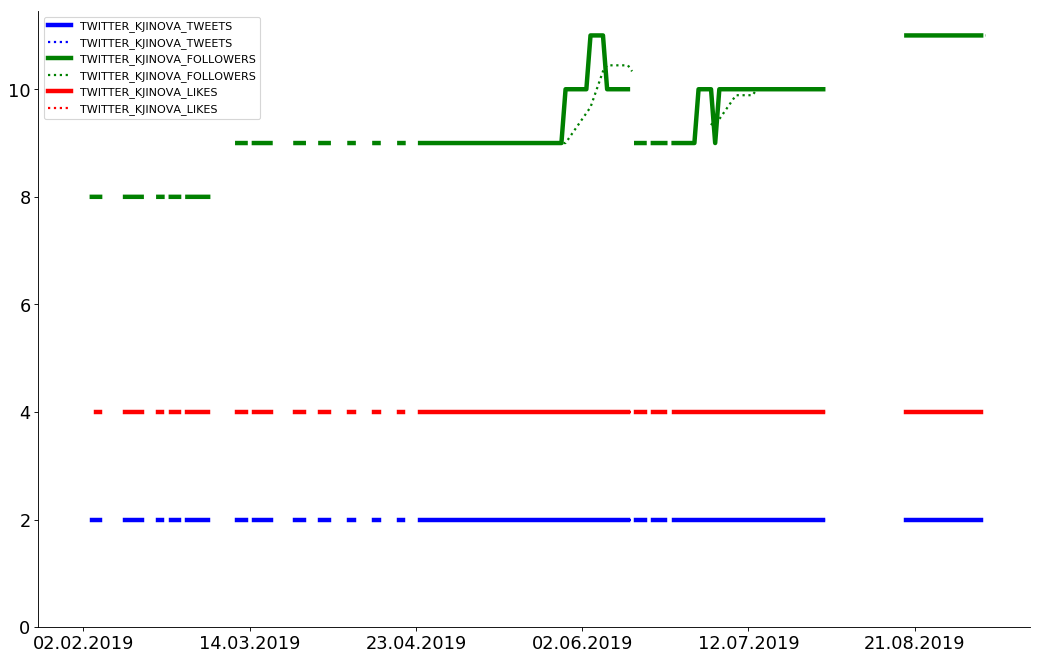 TWITTER_KJINOVA_TWEETS
TWITTER_KJINOVA_TWEETS
TWITTER_KJINOVA_FOLLOWERS
TWITTER_KJINOVA_FOLLOWERS
TWITTER_KJINOVA_LIKES
TWITTER_KJINOVA_LIKES
10
8
6
4
2
0
02.02.2019 14.03.2019 23.04.2019 02.06.2019 12.07.2019 21.08.2019